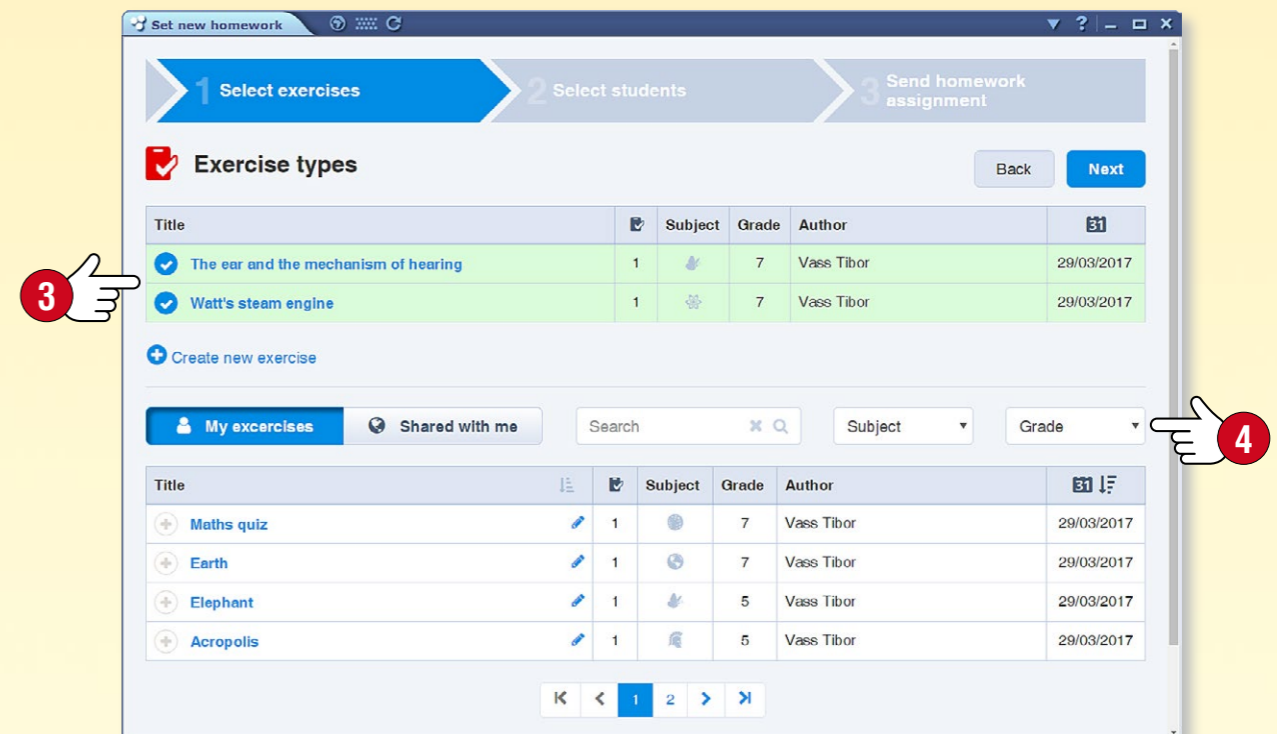 Set new homework
?
1 Select exercises
2 Select students
3 Send homework
assignment
Exercise types
Back
Next
Title Subject Grade Author 31
The ear and the mechanism of hearing 1 7 Vass Tibor 29/03/2017
Watt's steam engine 1 7 Vass Tibor 29/03/2017
3
Create new exercise
My excercises
Shared with me
Search
Subject
Grade
4
Title Subject Grade Author 31
Maths quiz 1 7 Vass Tibor 29/03/2017
Earth 1 7 Vass Tibor 29/03/2017
Elephant 1 5 Vass Tibor 29/03/2017
Acropolis 1 5 Vass Tibor 29/03/2017
1 2